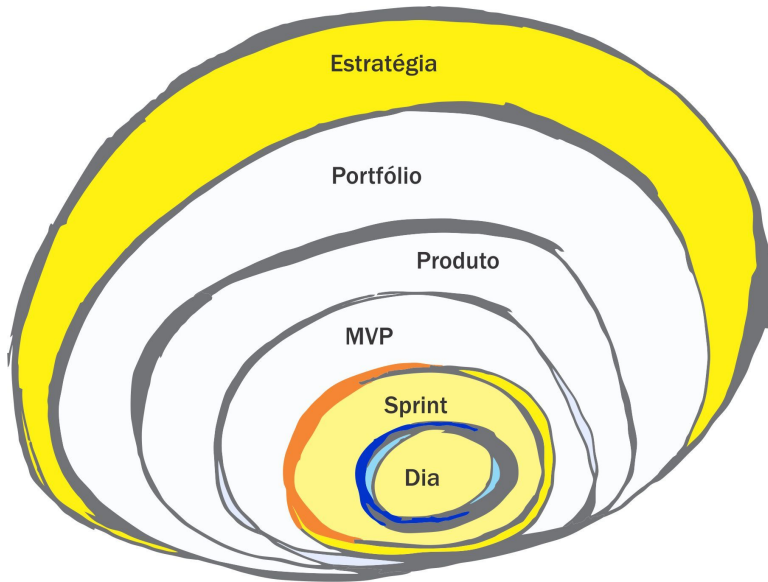 Estratégia
Portfólio
Produto
MVP
Sprint
Dia